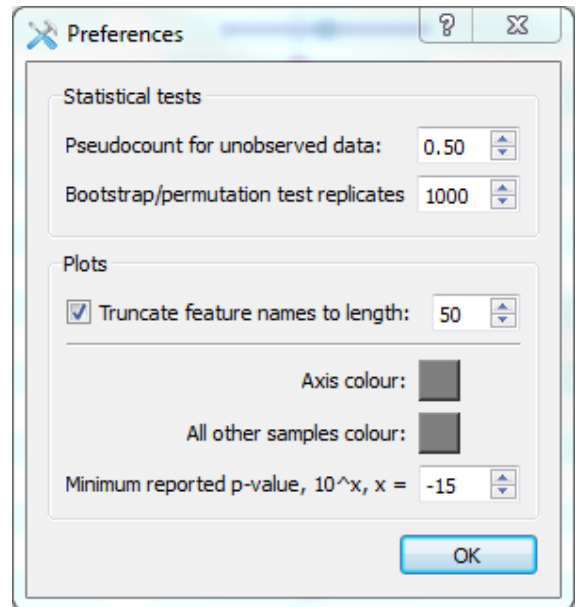 Preferences
Statistical tests
Pseudocount for unobserved data: 0.50
Bootstrap/permutation test replicates 1000
Plots
Truncate feature names to length: 50
Axis colour:
All other samples colour:
Minimum reported p-value, 10^x, x = -15
OK